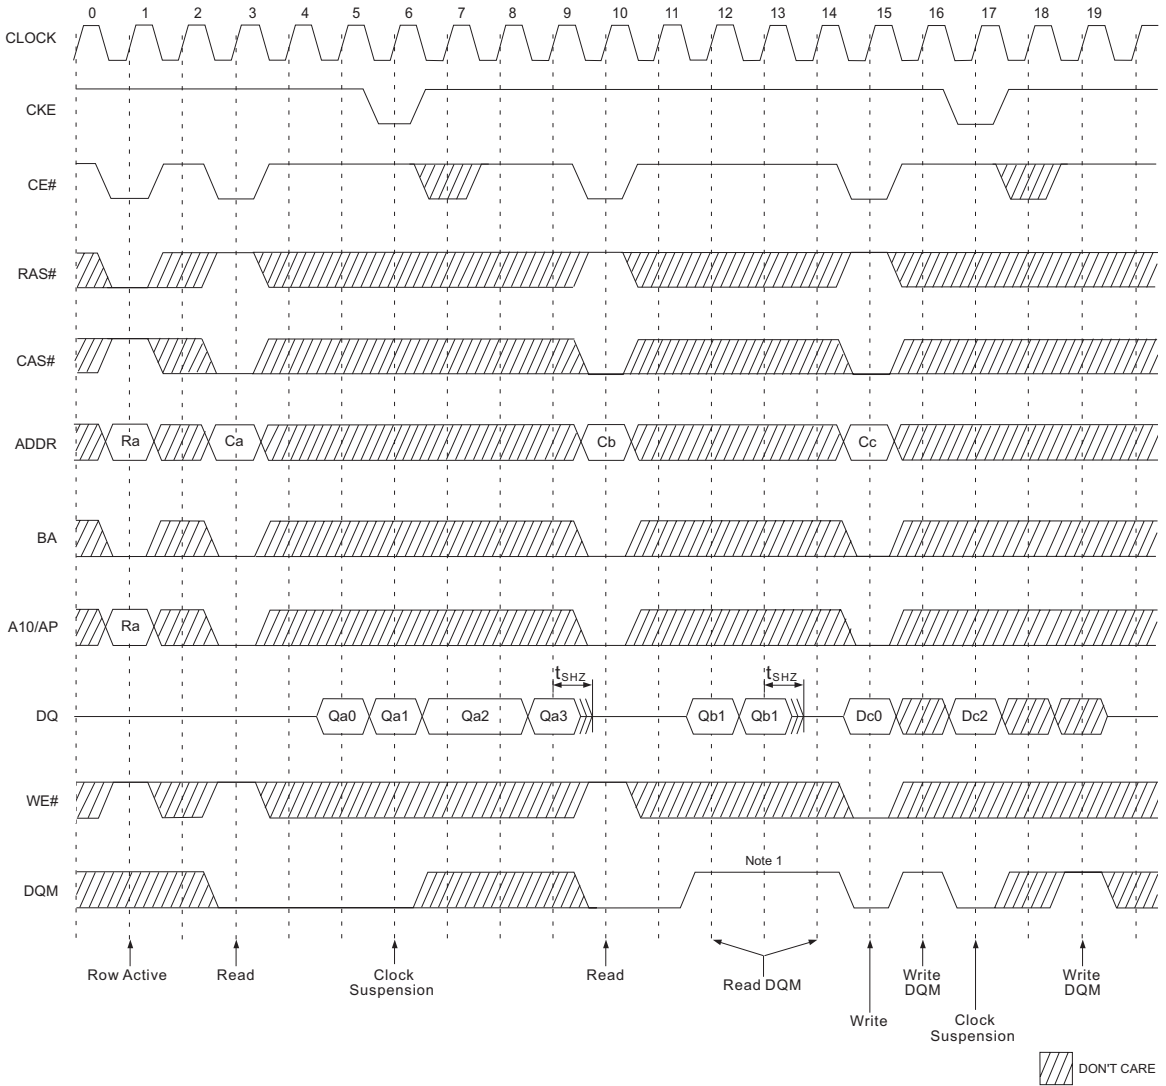 0 1 2 3 4 5 6 7 8 9 10 11 12 13 14 15 16 17 18 19
CLOCK
CKE
CE#
RAS#
CAS#
ADDR Ra Ca Cb Cc
BA
A10/AP Ra
tSHZ tSHZ
DQ Qa0 Qa1 Qa2 Qa3 Qb1 Qb1 Dc0 Dc2
WE#
Note 1
DQM
Row Active Read Clock Suspension Read Read DQM Write DQM Write DQM
Write Clock Suspension
DON'T CARE